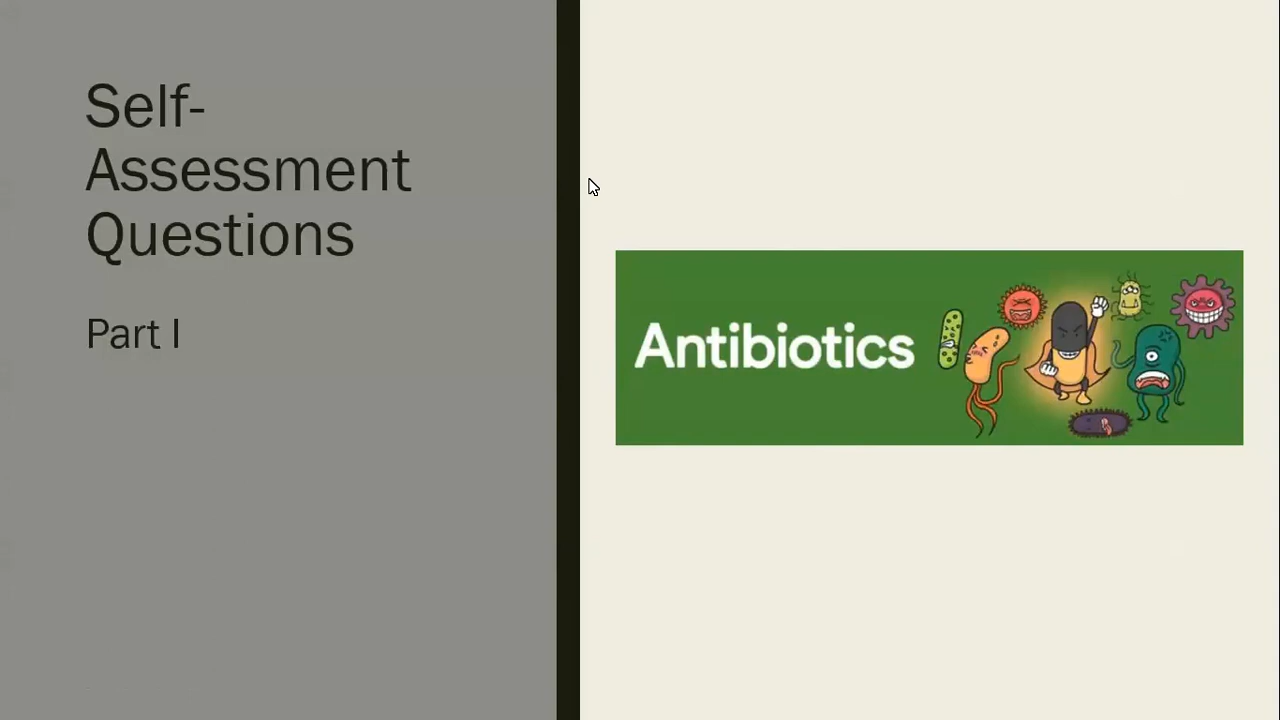 Self-
Assessment
Questions
Part I
Antibiotics